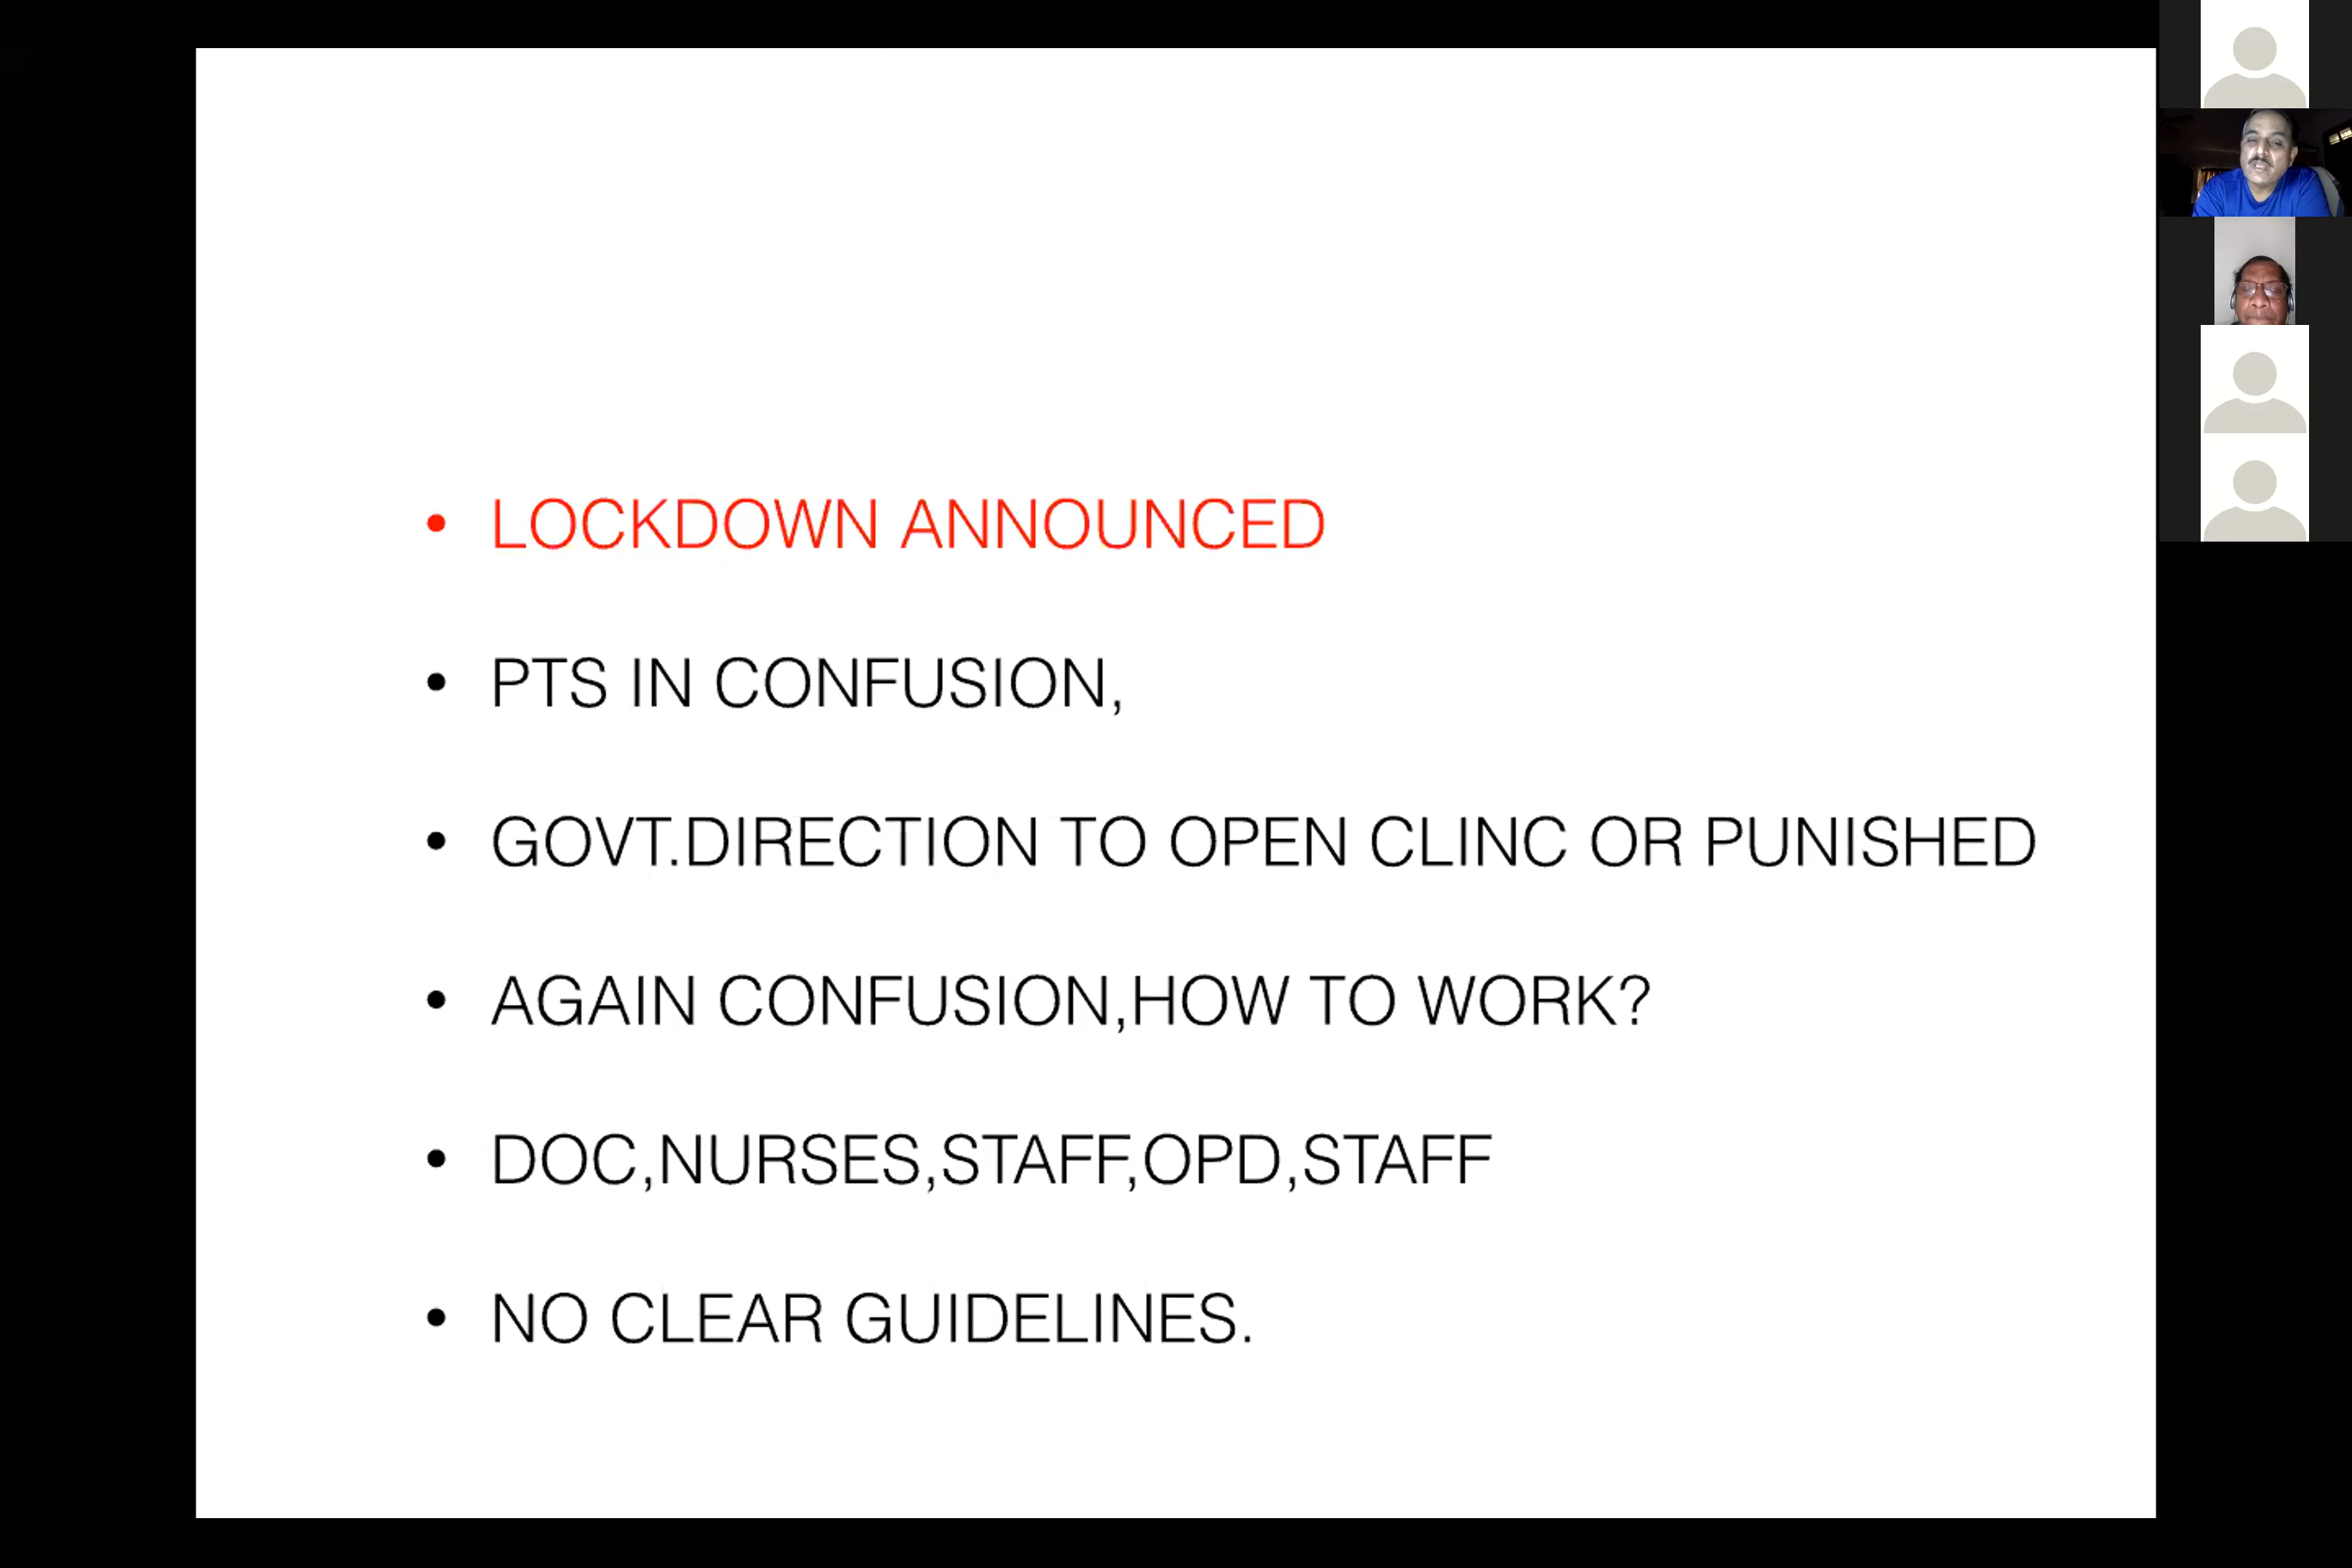 • LOCKDOWN ANNOUNCED
• PTS IN CONFUSION,
• GOVT.DIRECTION TO OPEN CLINC OR PUNISHED
• AGAIN CONFUSION,HOW TO WORK?
• DOC,NURSES,STAFF,OPD,STAFF
• NO CLEAR GUIDELINES.